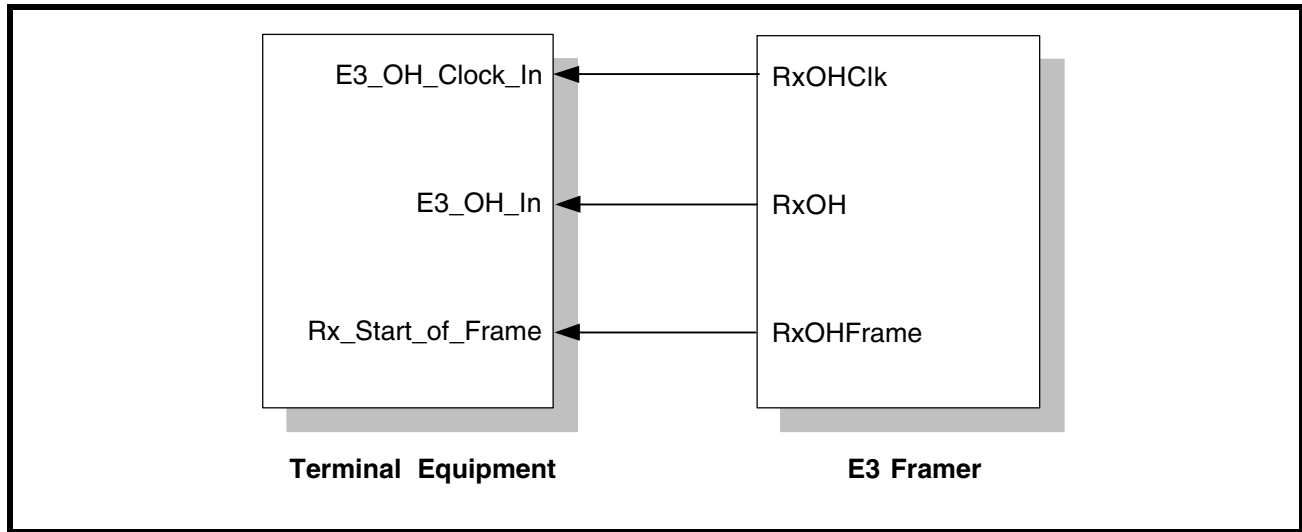 E3_OH_Clock_In
RxOHClk
E3_OH_In
RxOH
Rx_Start_of_Frame
RxOHFrame
Terminal Equipment
E3 Framer